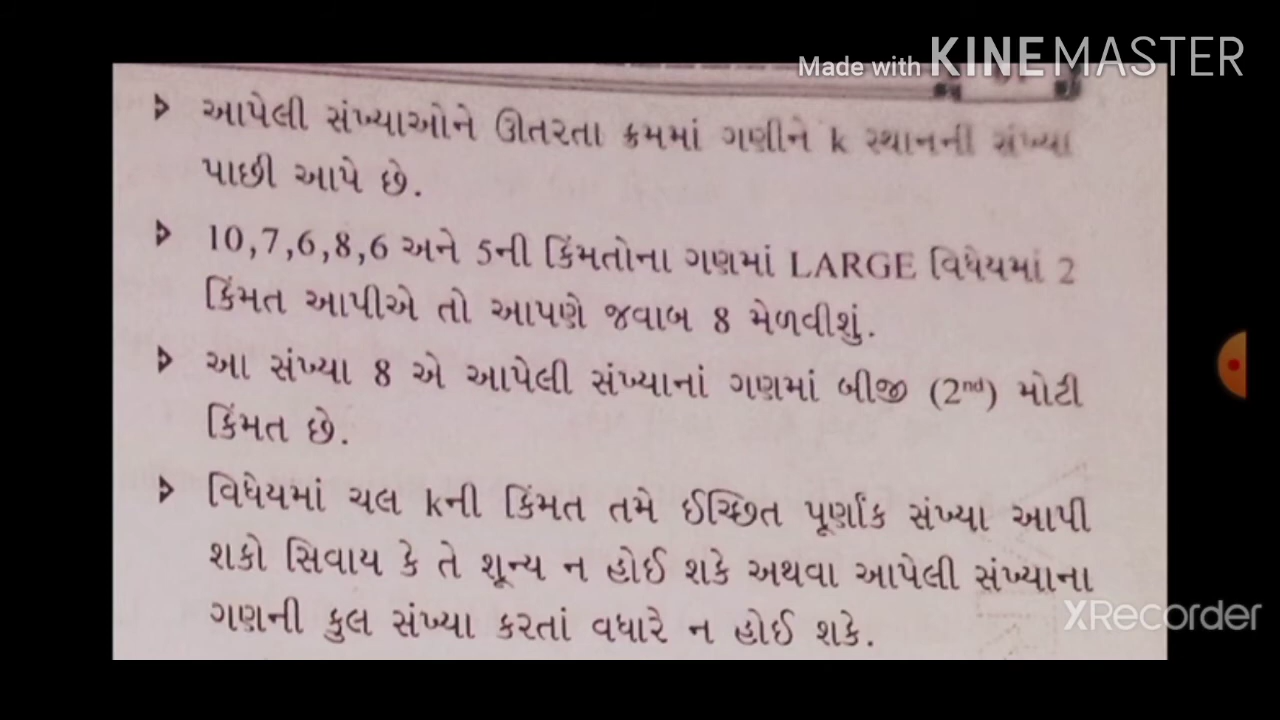 Made with KINEMASTER
આપેલી સંખ્યાઓને ઊતરતા ક્રમમાં ગણીને k સ્થાનની સંખ્યા
પાછી આપે છે.
10,7,6,8,6 અને 5ની કિંમતોના ગણમાં LARGE વિધેયમાં 2
કિંમત આપીએ તો આપણે જવાબ 8 મેળવીશું.
આ સંખ્યા 8 એ આપેલી સંખ્યાનાં ગણમાં બીજી (2nd) મોટી
કિંમત છે.
વિધેયમાં ચલ kની કિંમત તમે ઈચ્છિત પૂર્ણાંક સંખ્યા આપી
શકો સિવાય કે તે શૂન્ય ન હોઈ શકે અથવા આપેલી સંખ્યાના
ગણની કુલ સંખ્યા કરતાં વધારે ન હોઈ શકે.
XRecorder